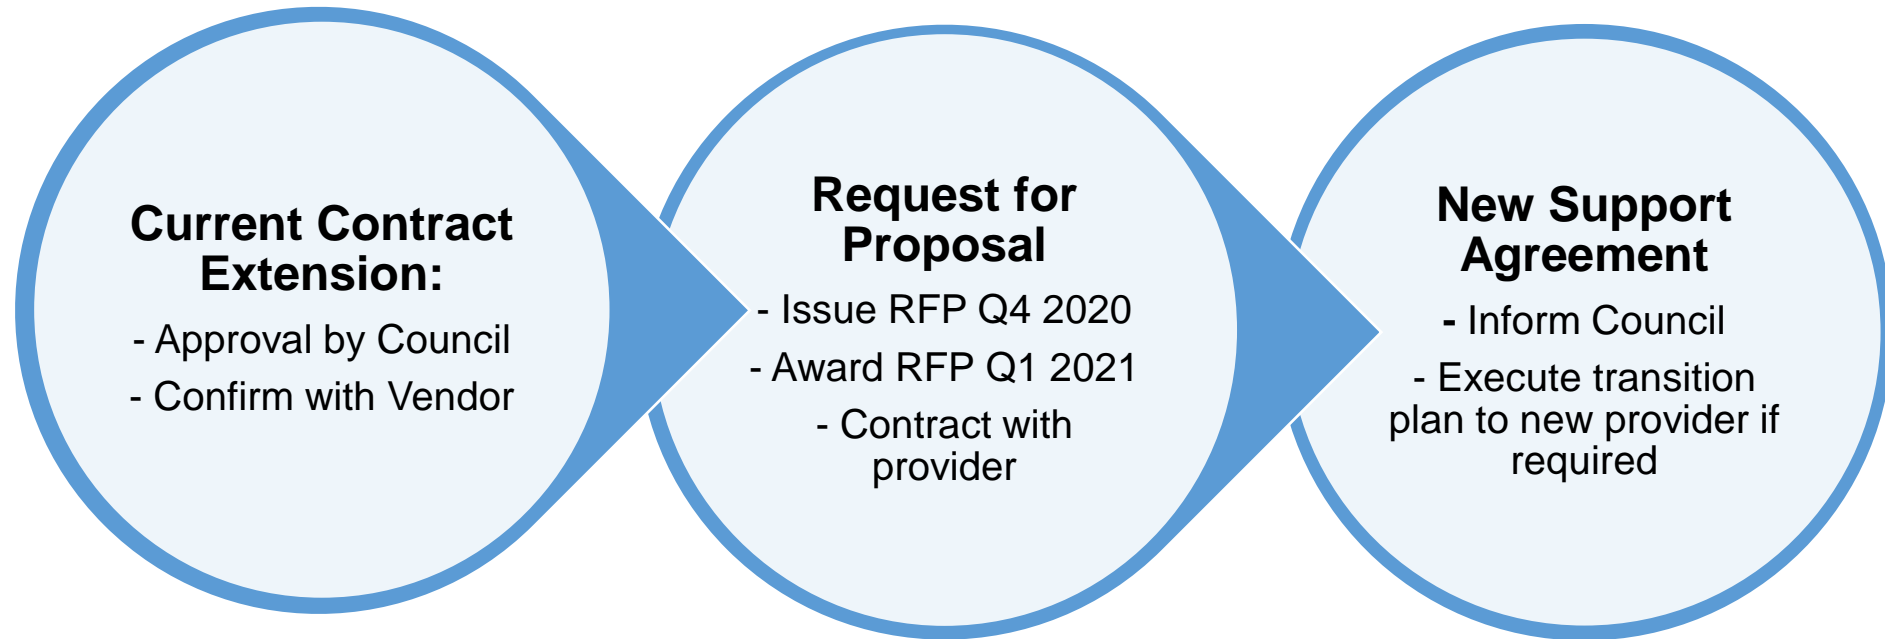 Current Contract
Extension:
- Approval by Council
- Confirm with Vendor
Request for
Proposal
- Issue RFP Q4 2020
- Award RFP Q1 2021
- Contract with
provider
New Support
Agreement
- Inform Council
- Execute transition
plan to new provider if
required